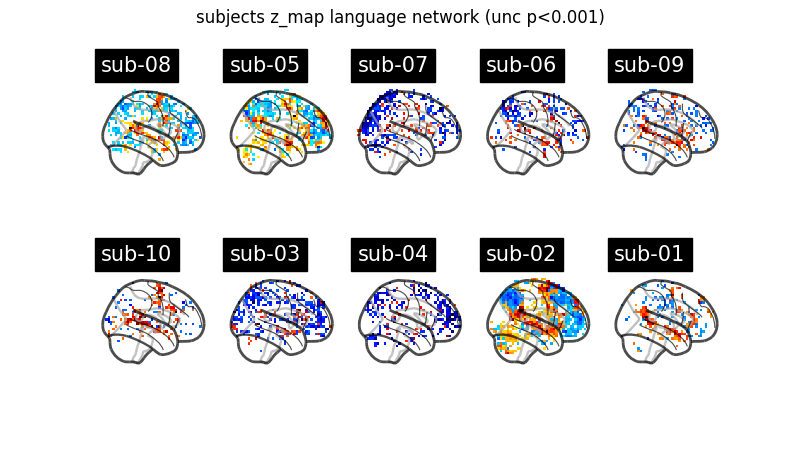 subjects z_map language network (unc p<0.001)
sub-08
sub-05
sub-07
sub-06
sub-09
sub-10
sub-03
sub-04
sub-02
sub-01